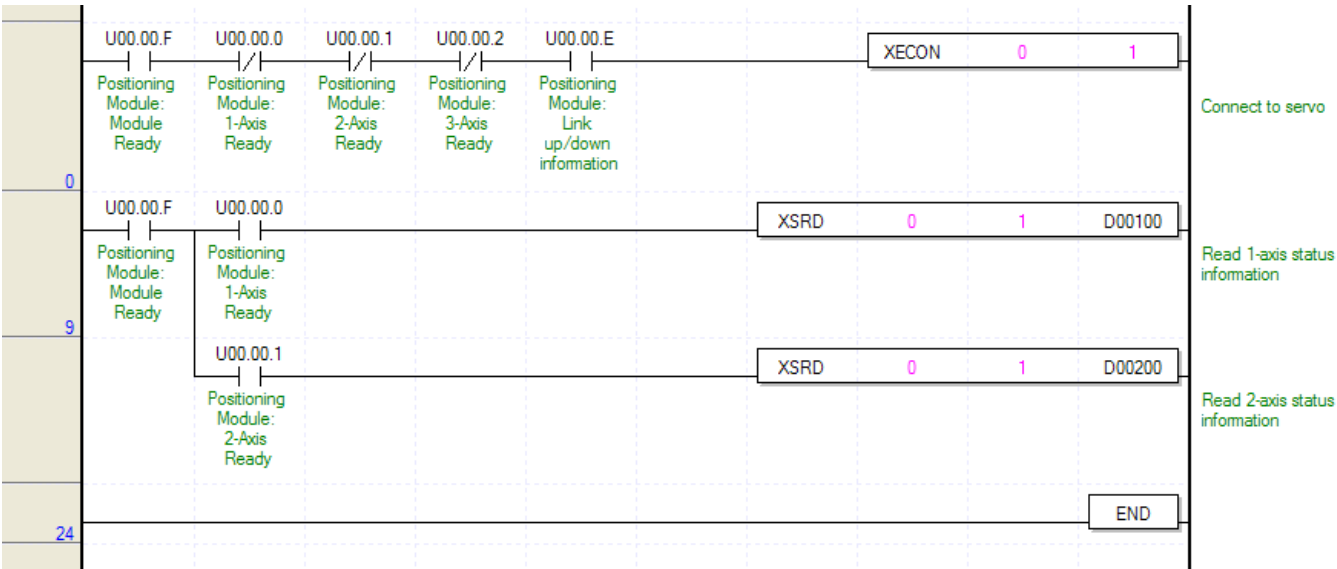 U00.00.F U00.00.0 U00.00.1 U00.00.2 U00.00.E
XECON 0 1
Positioning Module: Module Ready
Positioning Module: 1-Axis Ready
Positioning Module: 2-Axis Ready
Positioning Module: 3-Axis Ready
Positioning Module: Link up/down information
Connect to servo
0
U00.00.F U00.00.0
XSRD 0 1 D00100
Positioning Module: Module Ready
Positioning Module: 1-Axis Ready
Read 1-axis status
information
9
U00.00.1
XSRD 0 1 D00200
Positioning
Module:
2-Axis
Ready
Read 2-axis status
information
24
END